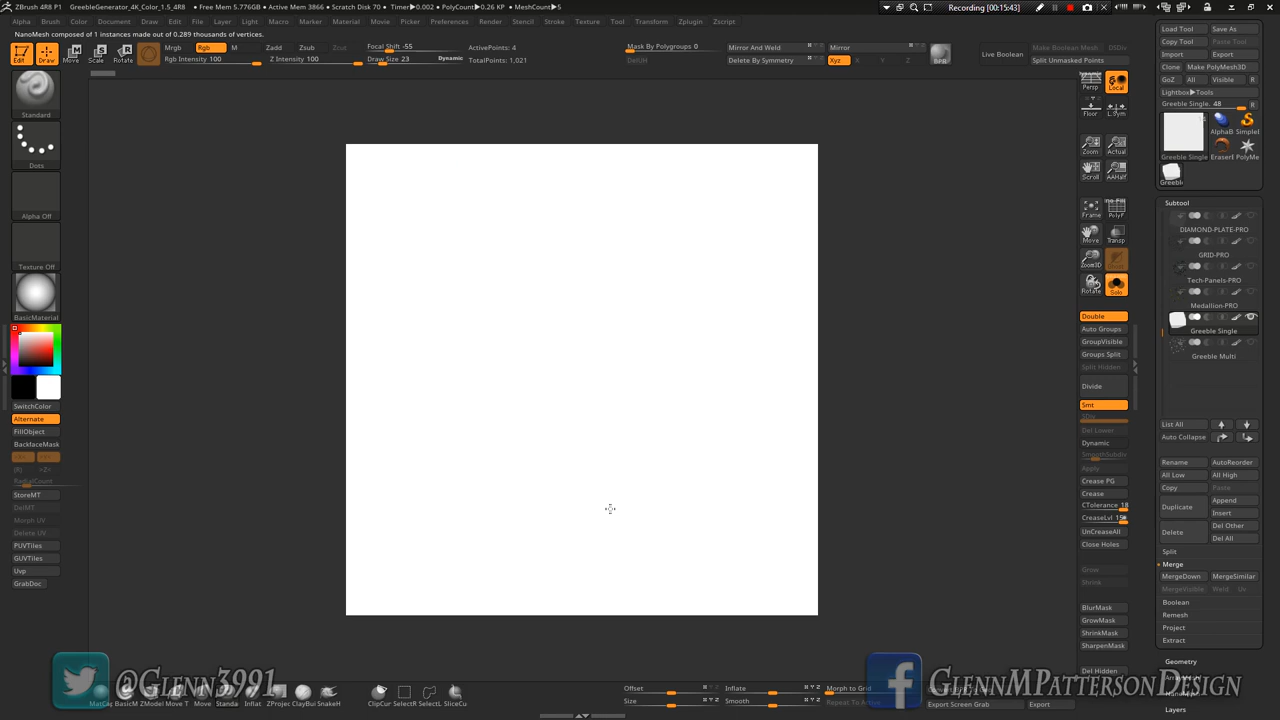 ZBrush 4R8 P1
GreebleGenerator_4K_Color_1.5_4R8
• Free Mem 5.776GB • Active Mem 3866 • Scratch Disk 70 • Timer▶0.002 • PolyCount▶0.26 KP • MeshCount▶5
Recording [00:15:43]
Alpha Brush Color Document Draw Edit File Layer Light Macro Marker Material Movie Picker Preferences Render Stencil Stroke Texture Tool Transform Zplugin Zscript
NanoMesh composed of 1 instances made out of 0.289 thousands of vertices.
Edit Draw Move Scale Rotate
Mrgb Rgb M
Rgb Intensity 100
Zadd Zsub Zcut
Z Intensity 100
Focal Shift -55
Draw Size 23 Dynamic
ActivePoints: 4
TotalPoints: 1,021
Mask By Polygroups 0
DelUH
Mirror And Weld
Delete By Symmetry
Mirror
Xyz X Y Z
BPR
Live Boolean
Make Boolean Mesh DSDiv
Split Unmasked Points
Standard
Dots
Alpha Off
Texture Off
BasicMaterial
SwitchColor
Alternate
FillObject
BackfaceMask
(R) >Z<
RadialCount
StoreMT
DelMT
Morph UV
Delete UV
PUVTiles
GUVTiles
Uvp
GrabDoc
Persp Local
Floor L.Sym
Zoom Actual
Scroll AAHalf
Frame PolyF
Move Transp
Zoom3D
Rotate Solo
Double
Auto Groups
GroupVisible
Groups Split
Split Hidden
Divide
Smt
SDiv
Del Lower
Dynamic
SmoothSubdiv
Apply
Crease PG
Crease
CTolerance 18
CreaseLvl 15
UnCreaseAll
Close Holes
Grow
Shrink
BlurMask
GrowMask
ShrinkMask
SharpenMask
Del Hidden
Load Tool Save As
Copy Tool Paste Tool
Import Export
Clone Make PolyMesh3D
GoZ All Visible R
Lightbox▶Tools
Greeble Single. 48 R
AlphaB SimpleB
Greeble Single EraserB PolyMe
Greeble
Subtool
DIAMOND-PLATE-PRO
GRID-PRO
Tech-Panels-PRO
Medallion-PRO
Greeble Single
Greeble Multi
List All
Auto Collapse
Rename AutoReorder
All Low All High
Copy Paste
Duplicate Append
Insert
Delete Del Other
Del All
Split
Merge
MergeDown MergeSimilar
MergeVisible Weld Uv
Boolean
Remesh
Project
Extract
Geometry
Layers
@Glenn3991
GlennMPattersonDesign
BasicM ZModel Move T Move Standa Inflat ZProjec ClayBui SnakeH
ClipCur SelectR SelectL SliceCu
Offset
Size
Inflate
Smooth
Morph to Grid
Repeat To Active
Export Screen Grab
Export